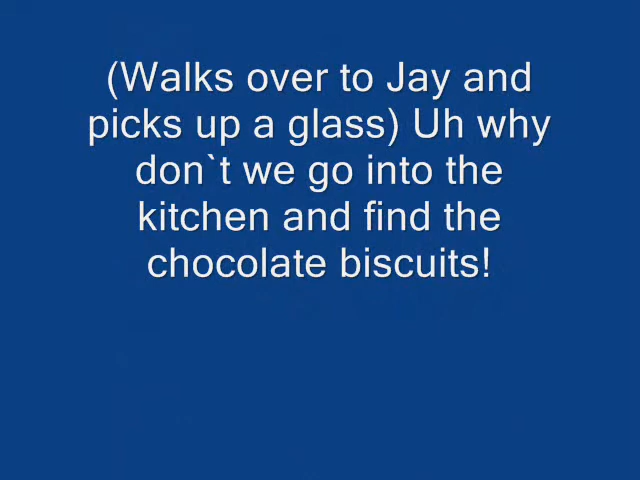 (Walks over to Jay and
picks up a glass) Uh why
don`t we go into the
kitchen and find the
chocolate biscuits!